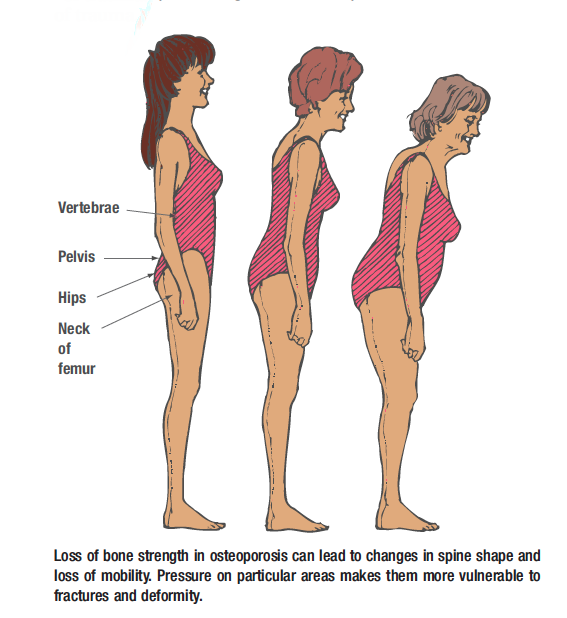 Vertebrae
Pelvis
Hips
Neck
of
femur
Loss of bone strength in osteoporosis can lead to changes in spine shape and
loss of mobility. Pressure on particular areas makes them more vulnerable to
fractures and deformity.